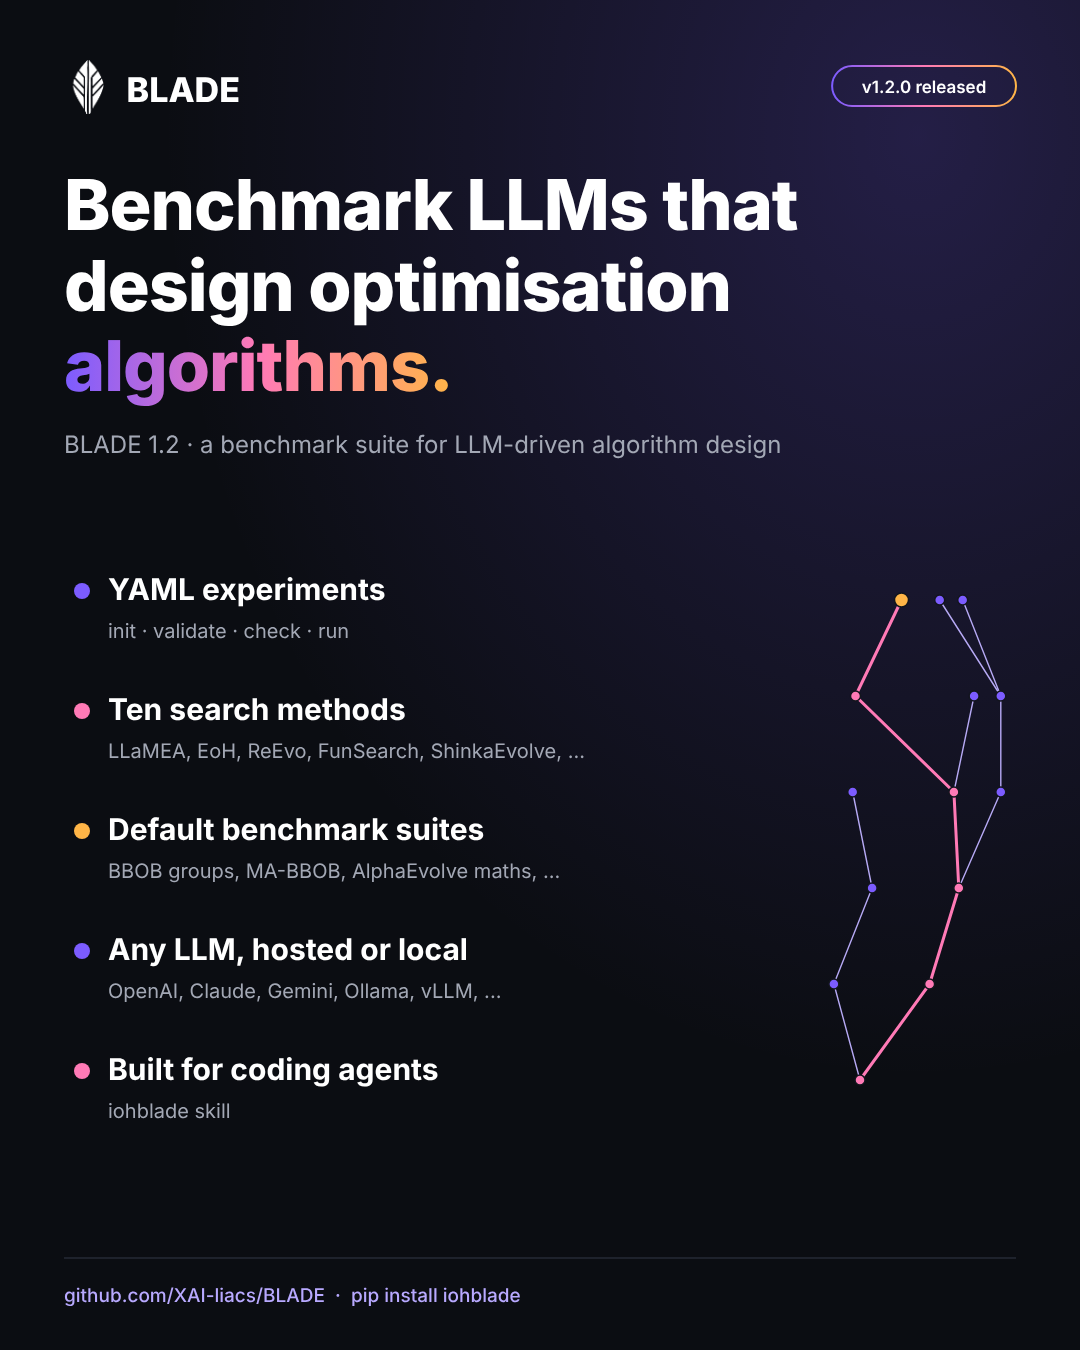 BLADE
v1.2.0 released
Benchmark LLMs that
design optimisation
algorithms.
BLADE 1.2 · a benchmark suite for LLM-driven algorithm design
YAML experiments
init · validate · check · run
Ten search methods
LLaMEA, EoH, ReEvo, FunSearch, ShinkaEvolve, ...
Default benchmark suites
BBOB groups, MA-BBOB, AlphaEvolve maths, ...
Any LLM, hosted or local
OpenAI, Claude, Gemini, Ollama, vLLM, ...
Built for coding agents
iohblade skill
github.com/XAI-liacs/BLADE · pip install iohblade